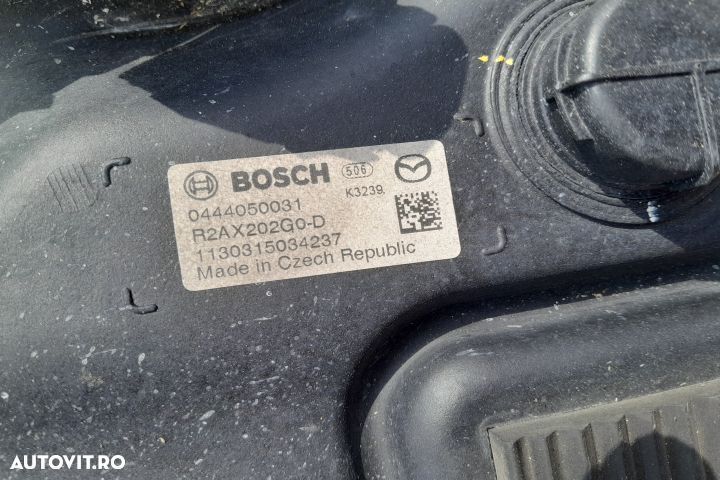 BOSCH 506
K3239
0444050031
R2AX202G0-D
1130315034237
Made in Czech Republic
AUTOVIT.RO